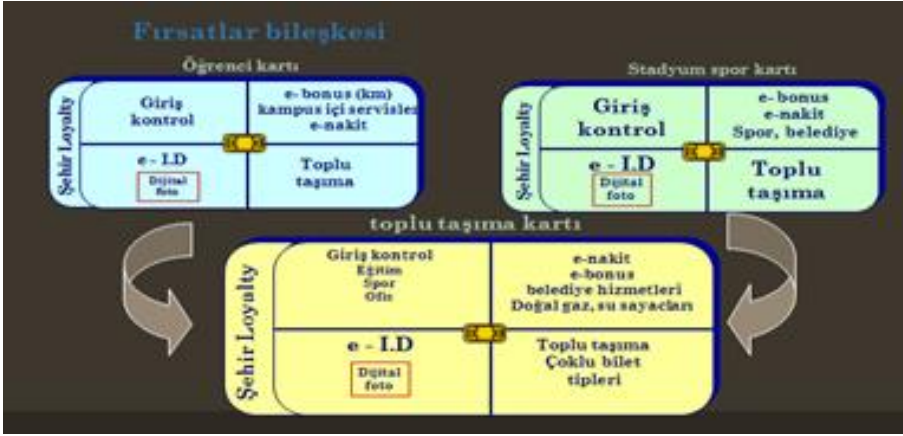 Fırsatlar bileşkesi
Öğrenci kartı
Şehir Loyalty
Giriş
kontrol
e-bonus (km)
kampus içi servisler
e-nakit
e - I.D
Dijital
foto
Toplu
taşıma
Stadyum spor kartı
Şehir Loyalty
Giriş
kontrol
e- bonus
e-nakit
Spor, belediye
e - I.D
Dijital
foto
Toplu
taşıma
toplu taşıma kartı
Şehir Loyalty
Giriş kontrol
Eğitim
Spor
Ofis
e-nakit
e-bonus
belediye hizmetleri
Doğal gaz, su sayaçları
e - I.D
Dijital
foto
Toplu taşıma
Çoklu bilet
tipleri